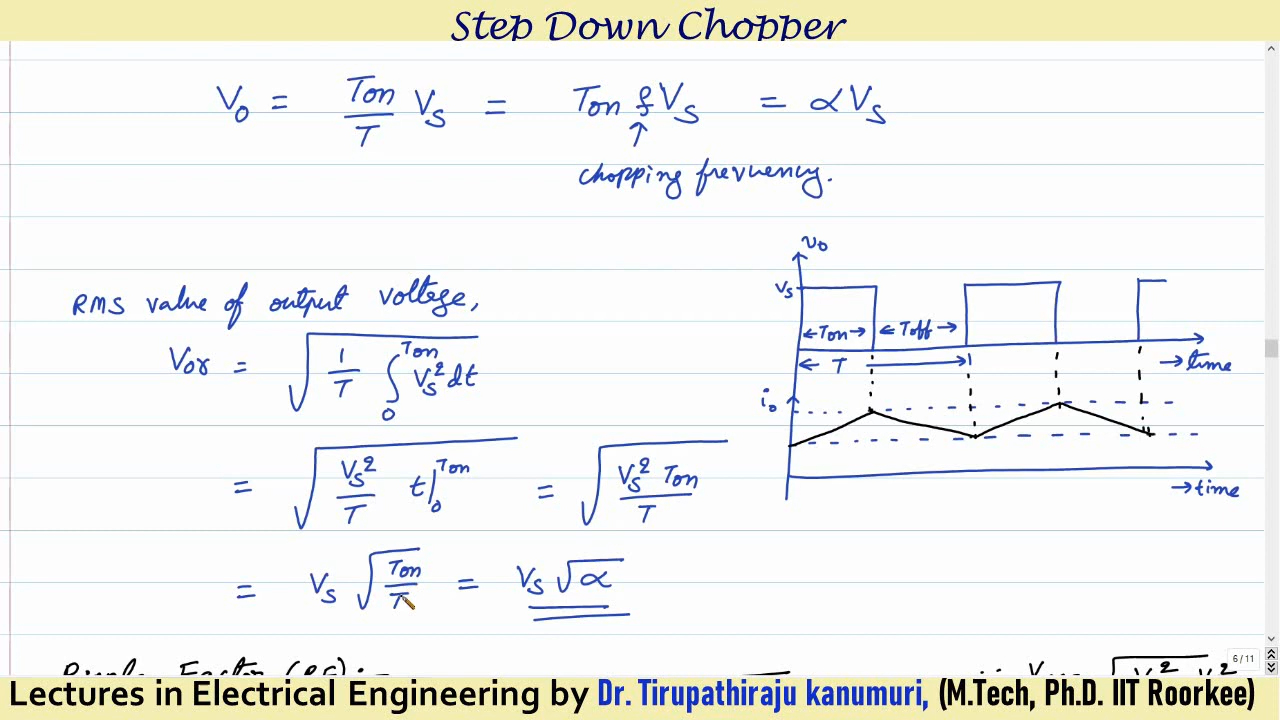 Step Down Chopper
V₀ = Ton/T Vs = Ton f Vs = αVs
↑
chopping frevuency.
RMS value of output voltege,
Vor = √(1/T ∫₀^Ton Vs² dt)
= √(Vs²/T t|₀^Ton) = √(Vs² Ton/T)
= Vs √(Ton/T) = Vs √α
v₀
Vs
←Ton→ ←Toff→
← T → →time
i₀
→time
6/11
Lectures in Electrical Engineering by Dr. Tirupathiraju kanumuri, (M.Tech, Ph.D. IIT Roorkee)